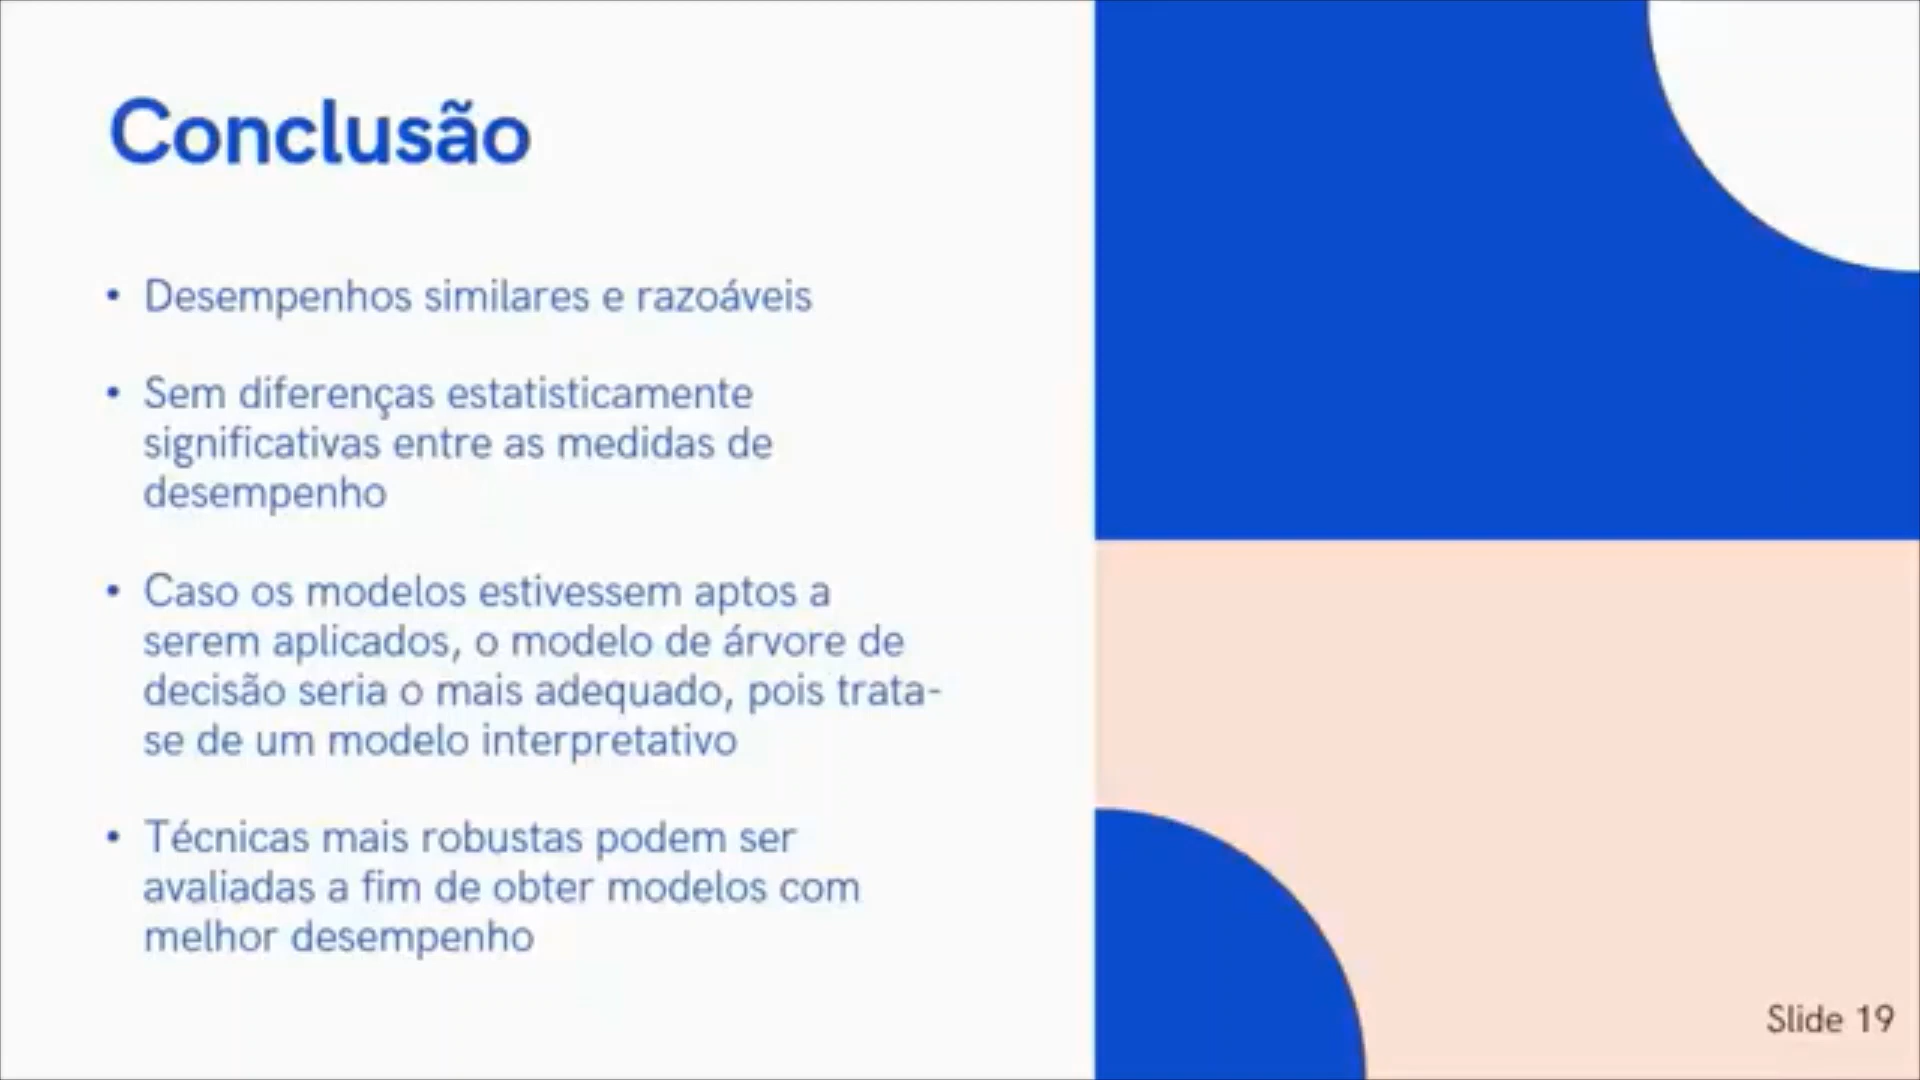 Conclusão
• Desempenhos similares e razoáveis
• Sem diferenças estatisticamente
significativas entre as medidas de
desempenho
• Caso os modelos estivessem aptos a
serem aplicados, o modelo de árvore de
decisão seria o mais adequado, pois trata-
se de um modelo interpretativo
• Técnicas mais robustas podem ser
avaliadas a fim de obter modelos com
melhor desempenho
Slide 19